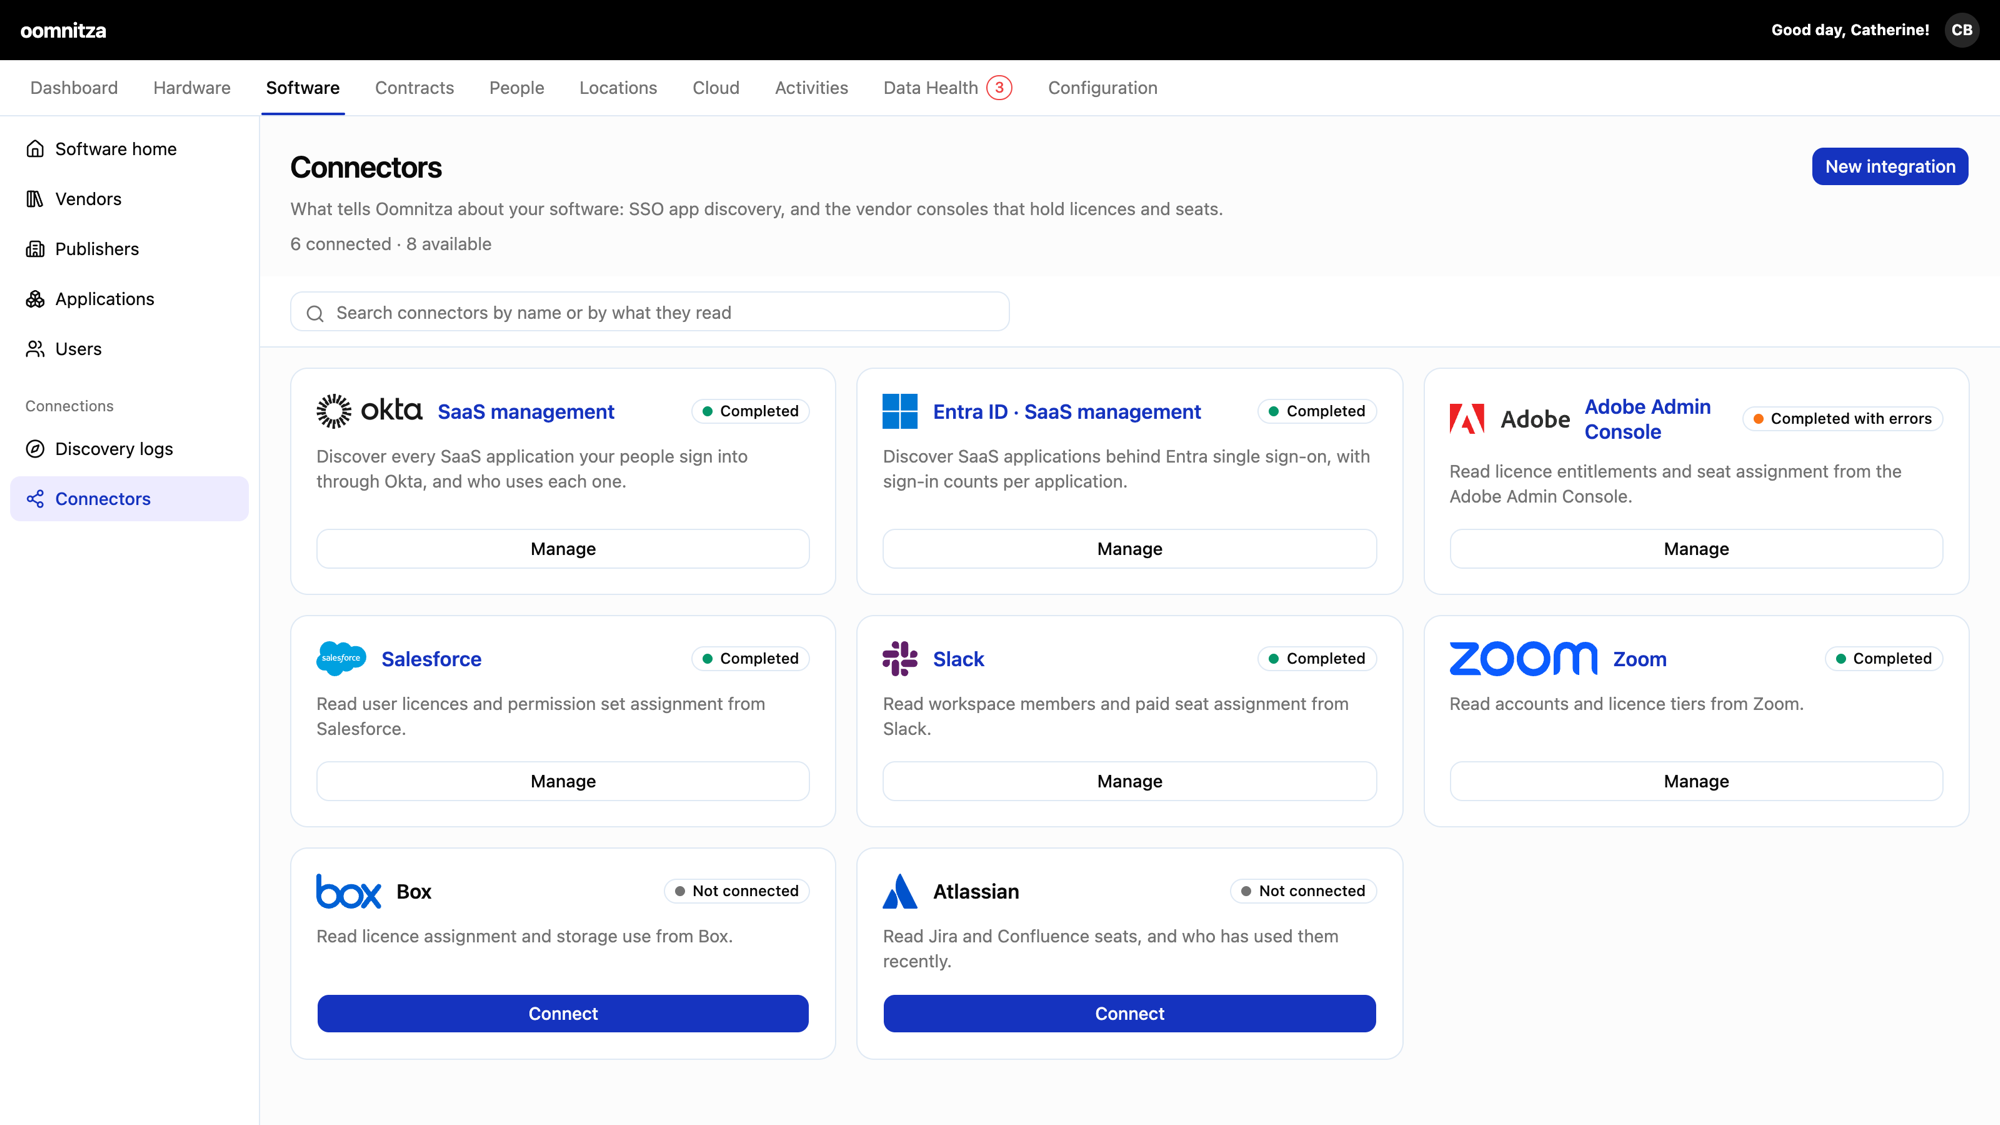 oomnitza
Good day, Catherine!
CB
Dashboard
Hardware
Software
Contracts
People
Locations
Cloud
Activities
Data Health
3
Configuration
Software home
Vendors
Publishers
Applications
Users
Connections
Discovery logs
Connectors
Connectors
New integration
What tells Oomnitza about your software: SSO app discovery, and the vendor consoles that hold licences and seats.
6 connected · 8 available
Search connectors by name or by what they read
okta
SaaS management
Completed
Discover every SaaS application your people sign into
through Okta, and who uses each one.
Manage
Entra ID · SaaS management
Completed
Discover SaaS applications behind Entra single sign-on, with
sign-in counts per application.
Manage
Adobe
Adobe Admin
Console
Completed with errors
Read licence entitlements and seat assignment from the
Adobe Admin Console.
Manage
salesforce
Salesforce
Completed
Read user licences and permission set assignment from
Salesforce.
Manage
Slack
Completed
Read workspace members and paid seat assignment from
Slack.
Manage
zoom
Zoom
Completed
Read accounts and licence tiers from Zoom.
Manage
box
Box
Not connected
Read licence assignment and storage use from Box.
Connect
Atlassian
Not connected
Read Jira and Confluence seats, and who has used them
recently.
Connect